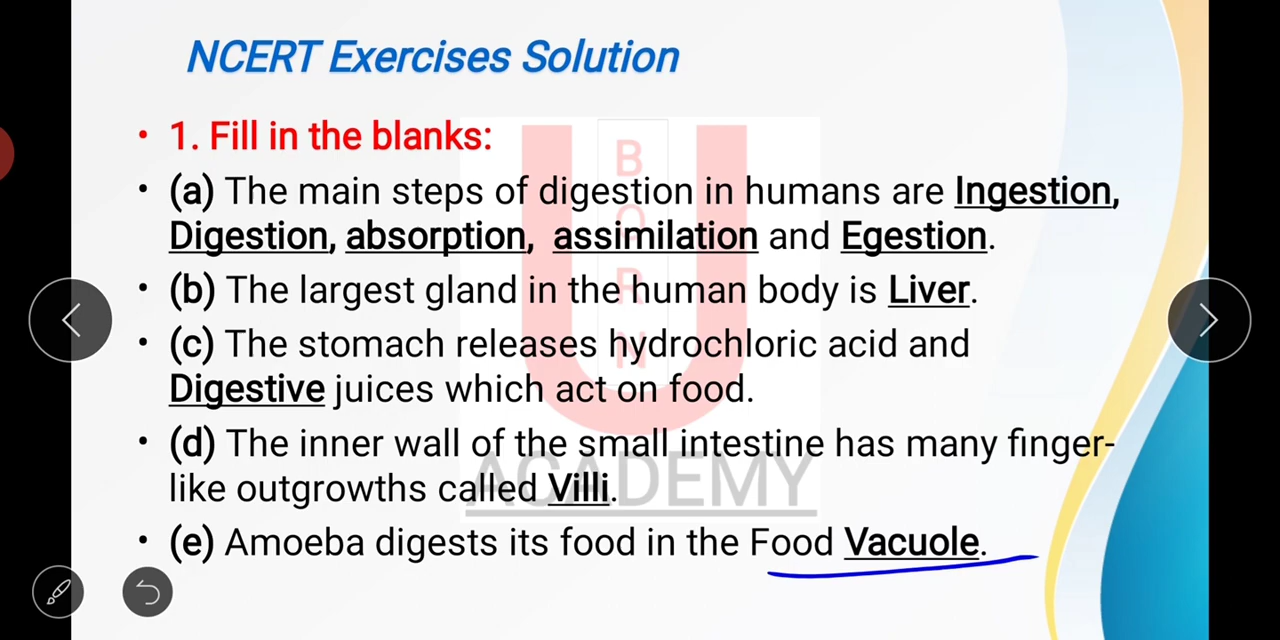 NCERT Exercises Solution
• 1. Fill in the blanks:
• (a) The main steps of digestion in humans are Ingestion,
Digestion, absorption, assimilation and Egestion.
• (b) The largest gland in the human body is Liver.
• (c) The stomach releases hydrochloric acid and
Digestive juices which act on food.
• (d) The inner wall of the small intestine has many finger-
like outgrowths called Villi.
• (e) Amoeba digests its food in the Food Vacuole.
U
BORN
ACADEMY